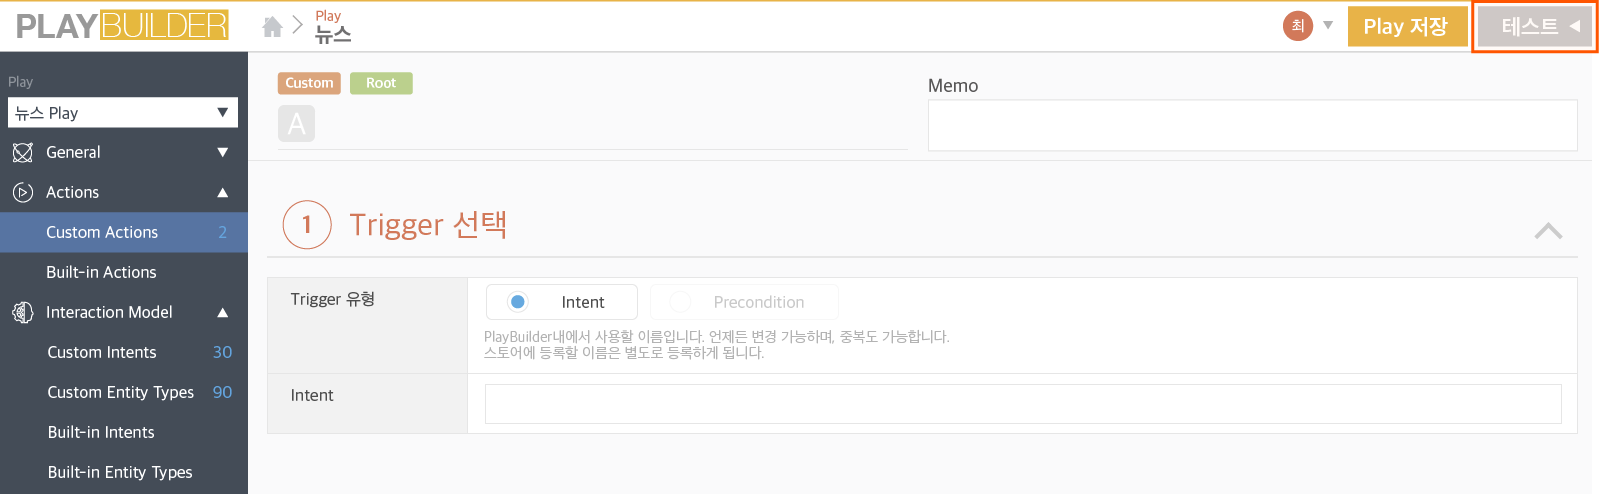 PLAYBUILDER
Play
뉴스
최
Play 저장
테스트
Play
뉴스 Play
General
Actions
Custom Actions 2
Built-in Actions
Interaction Model
Custom Intents 30
Custom Entity Types 90
Built-in Intents
Built-in Entity Types
Custom Root
A
Memo
1 Trigger 선택
Trigger 유형
Intent Precondition
PlayBuilder내에서 사용할 이름입니다. 언제든 변경 가능하며, 중복도 가능합니다.
스토어에 등록할 이름은 별도로 등록하게 됩니다.
Intent